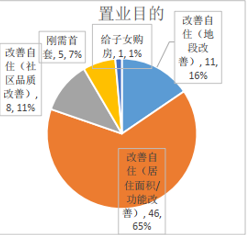 置业目的
改善自
住（地
段改
善）, 11,
16%
给子女购
房, 1, 1%
刚需首
套, 5, 7%
改善自
住（社
区品质
改善）,
8, 11%
改善自
住（居
住面积/
功能改
善）, 46,
65%